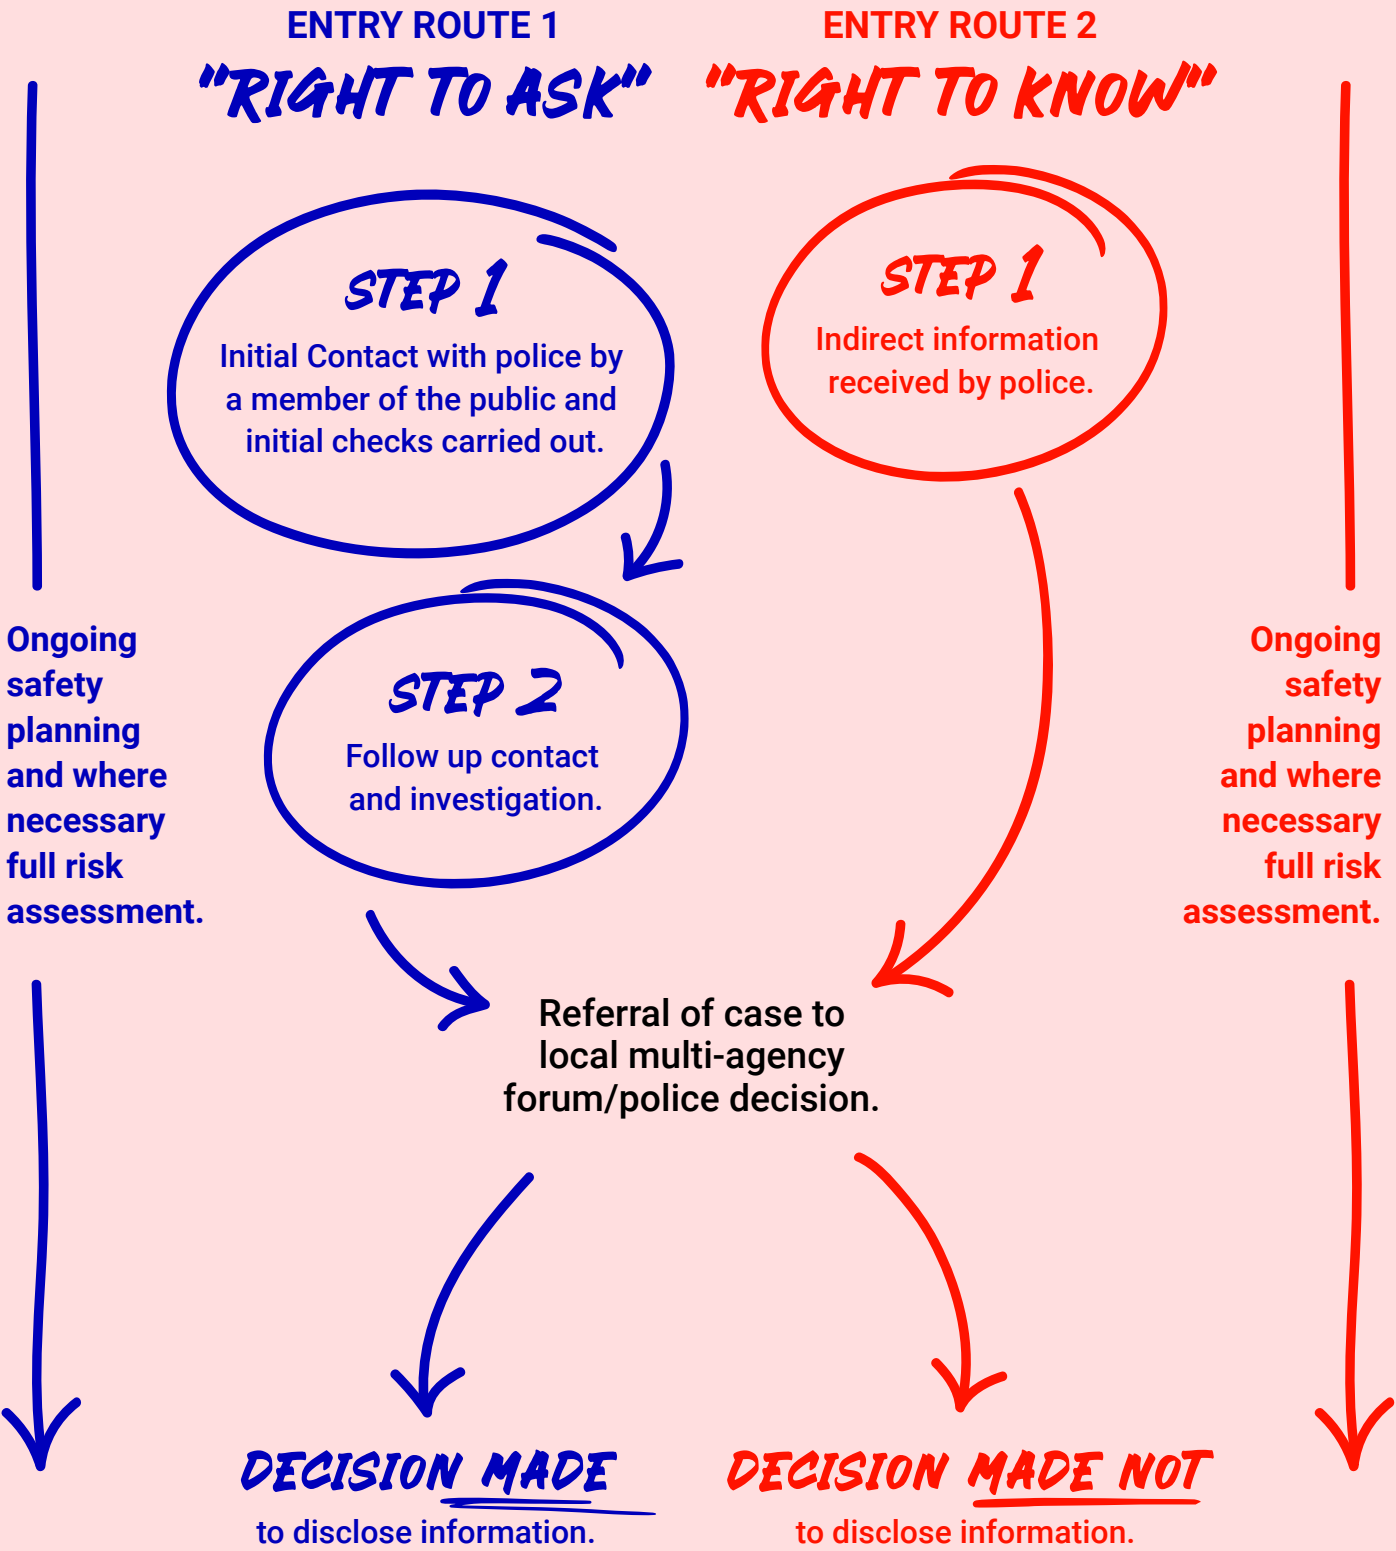 ENTRY ROUTE 1
"RIGHT TO ASK"
ENTRY ROUTE 2
"RIGHT TO KNOW"
STEP 1
Initial Contact with police by
a member of the public and
initial checks carried out.
STEP 1
Indirect information
received by police.
STEP 2
Follow up contact
and investigation.
Ongoing
safety
planning
and where
necessary
full risk
assessment.
Ongoing
safety
planning
and where
necessary
full risk
assessment.
Referral of case to
local multi-agency
forum/police decision.
DECISION MADE
to disclose information.
DECISION MADE NOT
to disclose information.